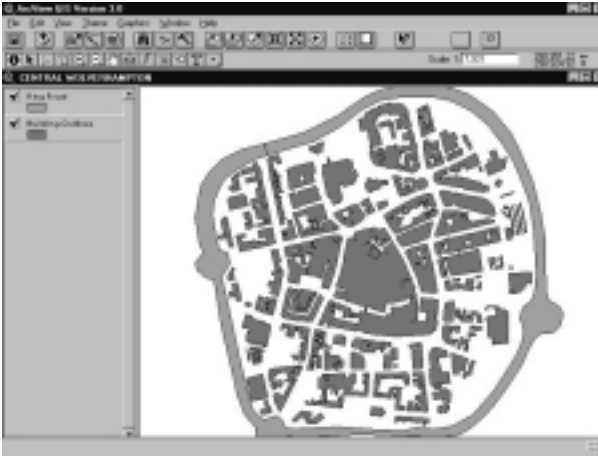 ArcView GIS Version 3.0
File Edit View Theme Graphics Window Help
Scale 1:
CENTRAL WOLVERHAMPTON
Ring Road
Building Outlines